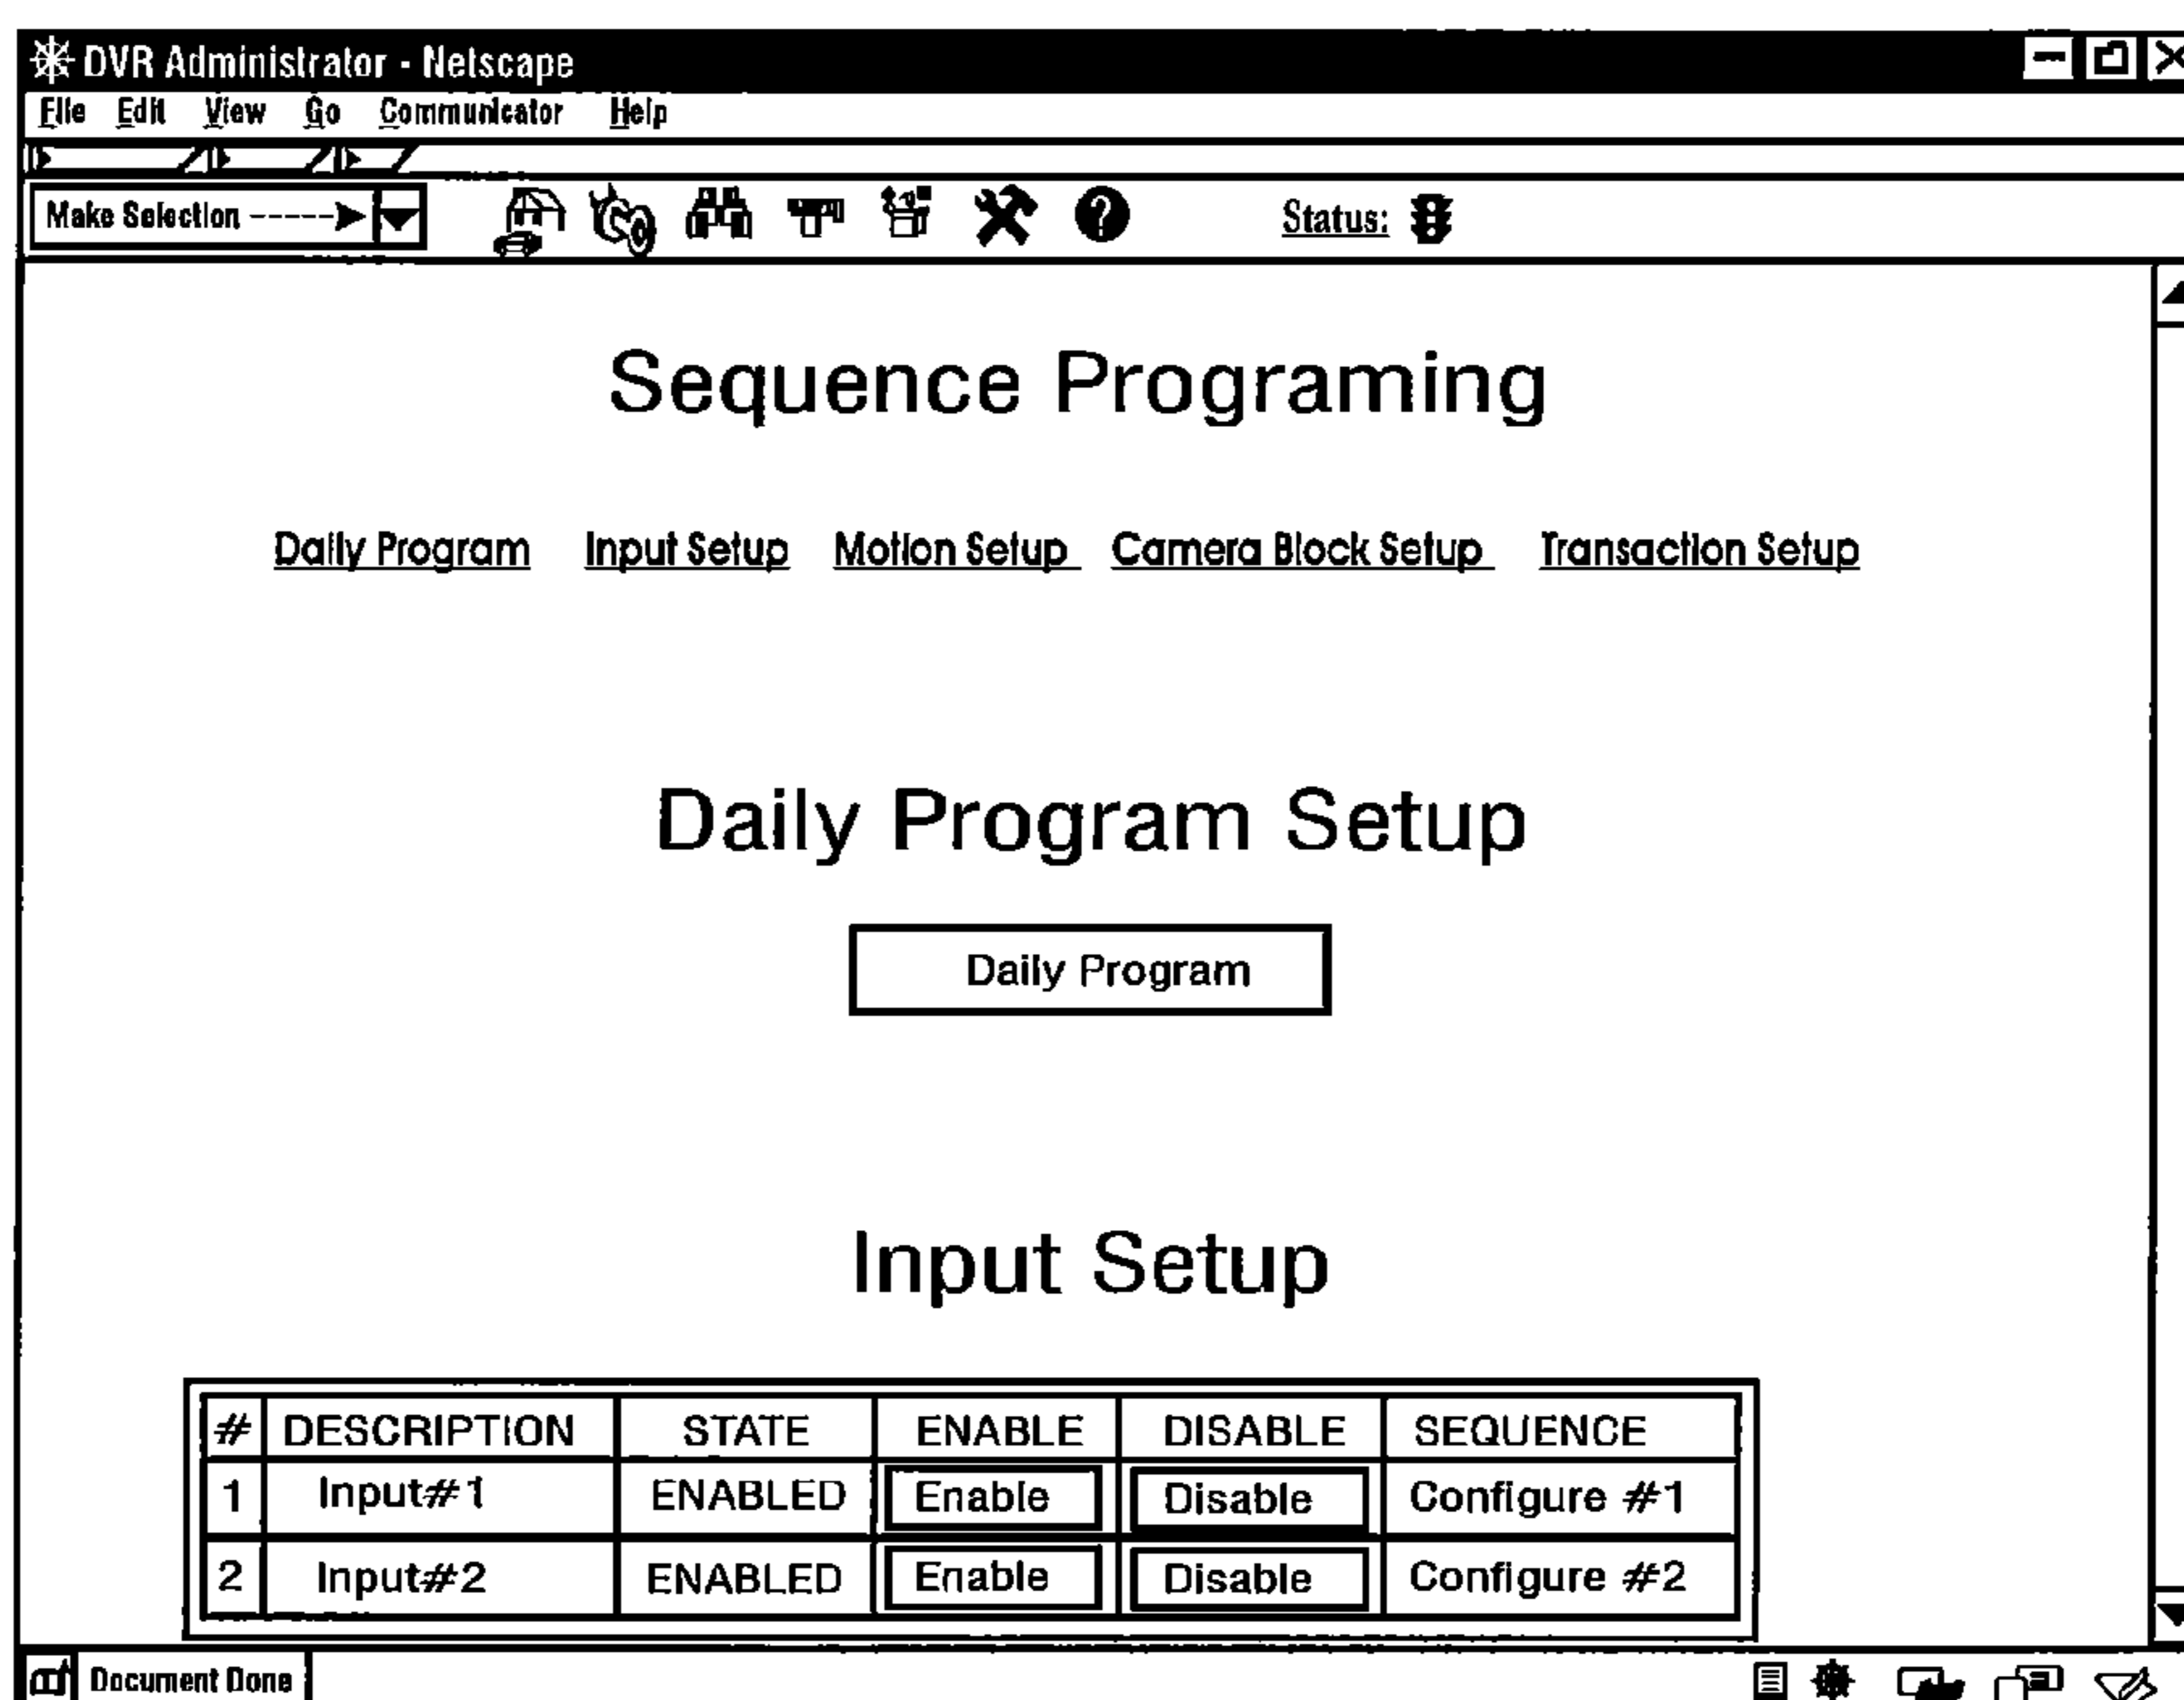 DVR Administrator - Netscape
File Edit View Go Communicator Help
Make Selection ----- Status:
Sequence Programing
Daily Program Input Setup Motion Setup Camera Block Setup Transaction Setup
Daily Program Setup
Daily Program
Input Setup
# DESCRIPTION STATE ENABLE DISABLE SEQUENCE
1 Input#1 ENABLED Enable Disable Configure #1
2 Input#2 ENABLED Enable Disable Configure #2
Document Done